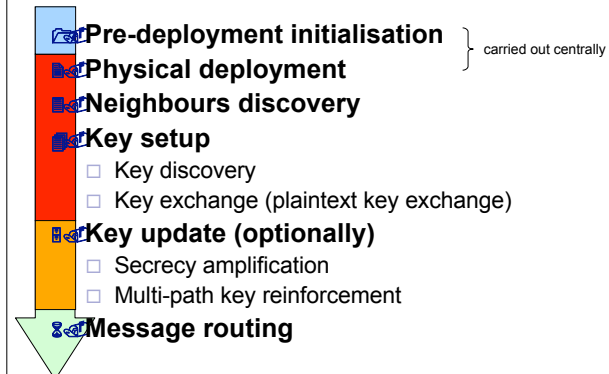 Pre-deployment initialisation
carried out centrally
Physical deployment
Neighbours discovery
Key setup
Key discovery
Key exchange (plaintext key exchange)
Key update (optionally)
Secrecy amplification
Multi-path key reinforcement
Message routing